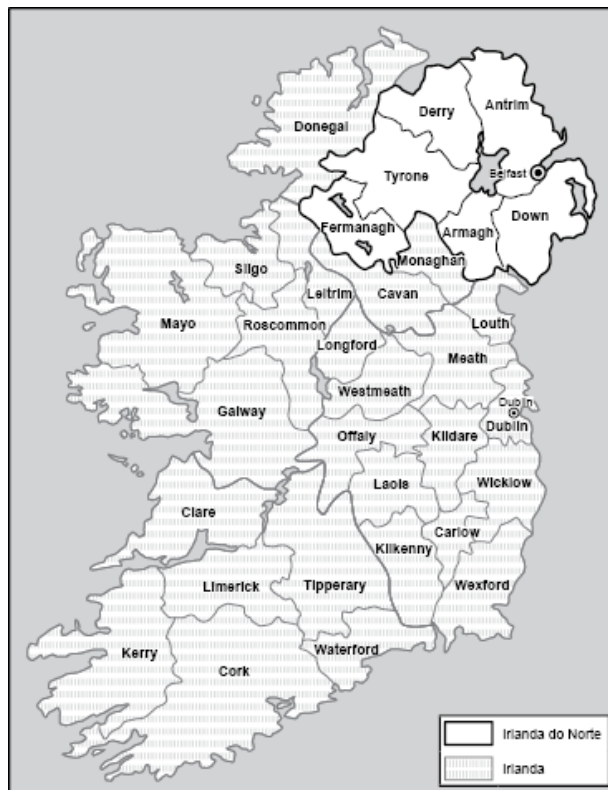 Donegal
Derry
Antrim
Tyrone
Belfast
Down
Fermanagh
Armagh
Monaghan
Sligo
Leitrim
Cavan
Mayo
Roscommon
Longford
Louth
Meath
Westmeath
Galway
Dublin
Dublin
Offaly
Kildare
Laois
Wicklow
Clare
Carlow
Kilkenny
Limerick
Tipperary
Wexford
Kerry
Waterford
Cork
Irlanda do Norte
Irlanda